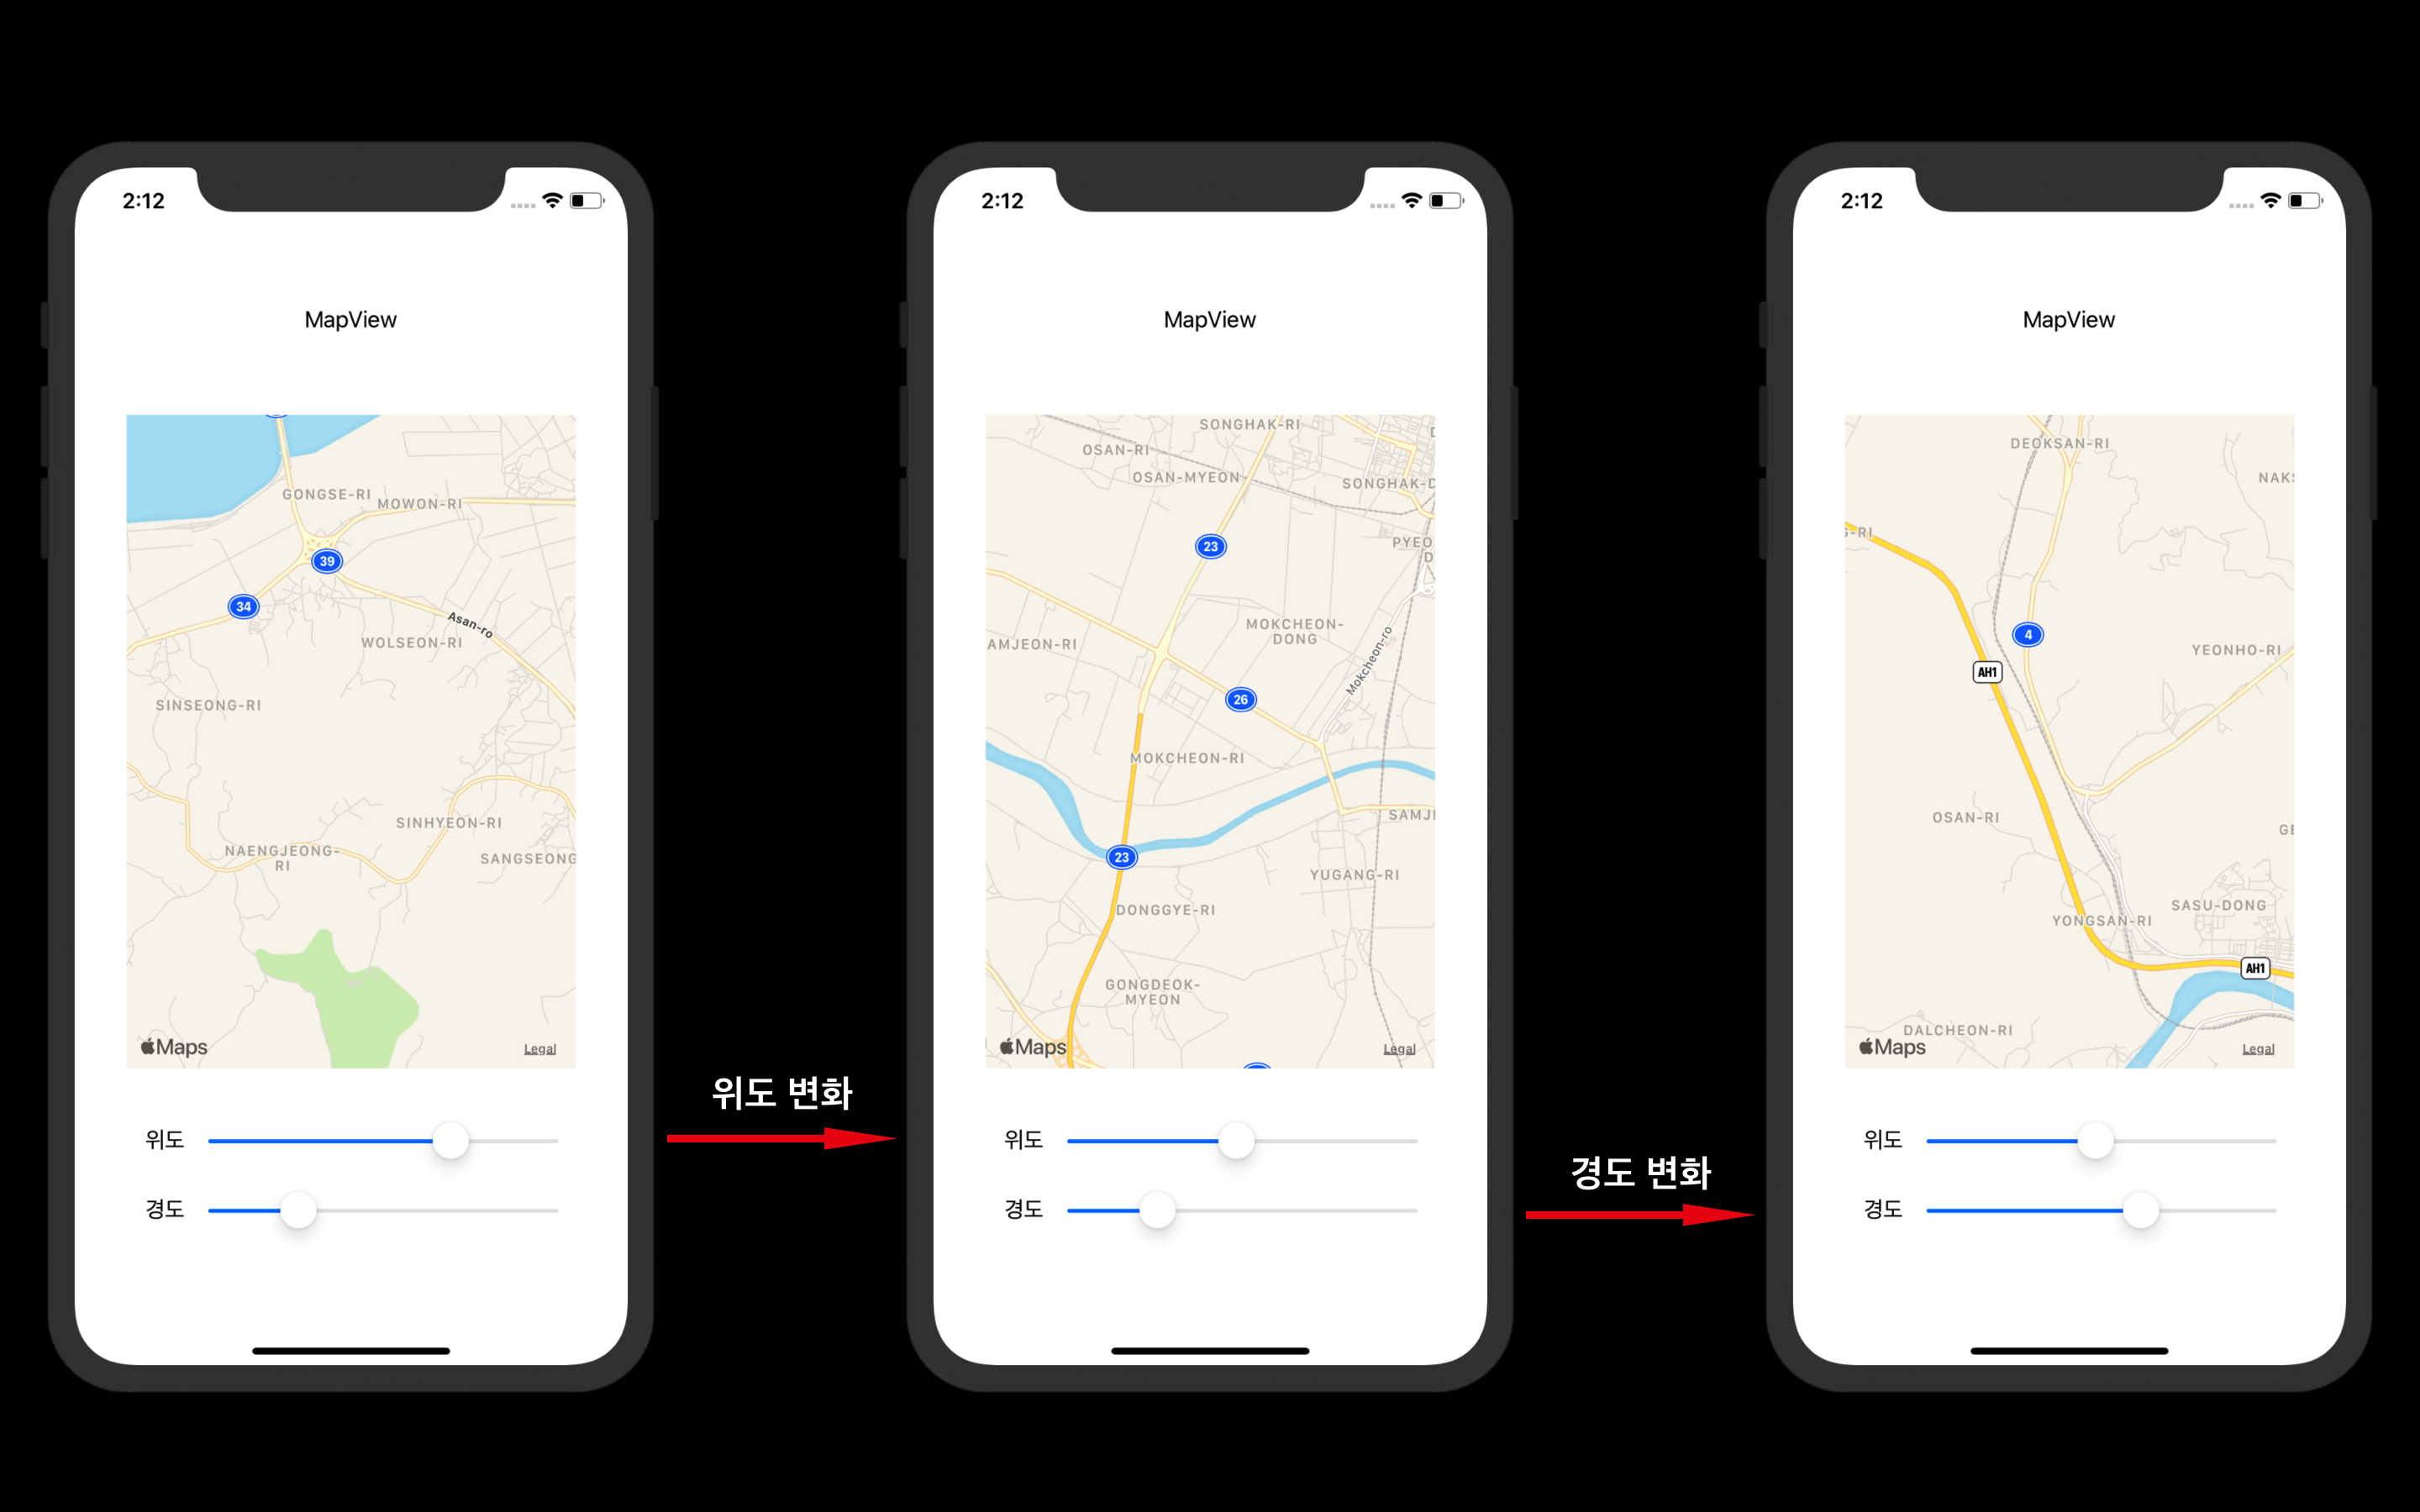 2:12
MapView
GONGSE-RI
MOWON-RI
39
34
Asan-ro
WOLSEON-RI
SINSEONG-RI
SINHYEON-RI
NAENGJEONG-
RI
SANGSEONG
Maps
Legal
위도
경도
위도 변화
2:12
MapView
SONGHAK-RI
OSAN-RI
OSAN-MYEON
SONGHAK-D
23
PYEO
D
MOKCHEON-
DONG
AMJEON-RI
Mokcheon-ro
26
MOKCHEON-RI
SAMJI
23
YUGANG-RI
DONGGYE-RI
GONGDEOK-
MYEON
Maps
Legal
위도
경도
경도 변화
2:12
MapView
DEOKSAN-RI
NAKS
G-RI
4
YEONHO-RI
AH1
OSAN-RI
GE
SASU-DONG
YONGSAN-RI
AH1
DALCHEON-RI
Maps
Legal
위도
경도